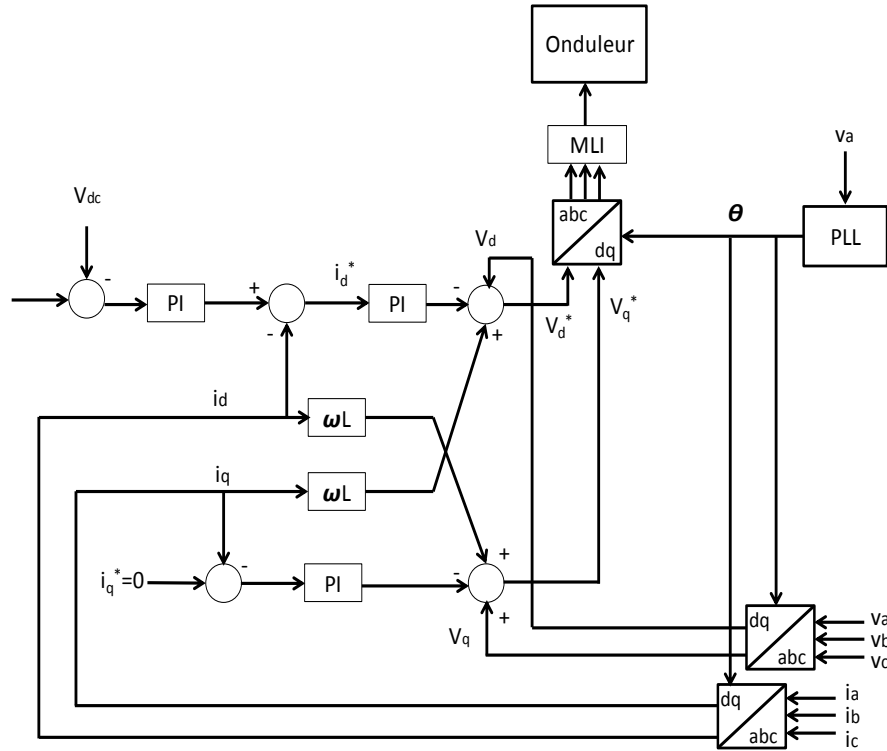 Onduleur
MLI
va
Vdc
abc
dq
θ
PLL
Vd
-
PI
+
id*
PI
-
+
Vd*
Vq*
-
id
ωL
iq
ωL
+
iq*=0
-
PI
-
+
Vq
dq
abc
va
vb
vc
dq
abc
ia
ib
ic